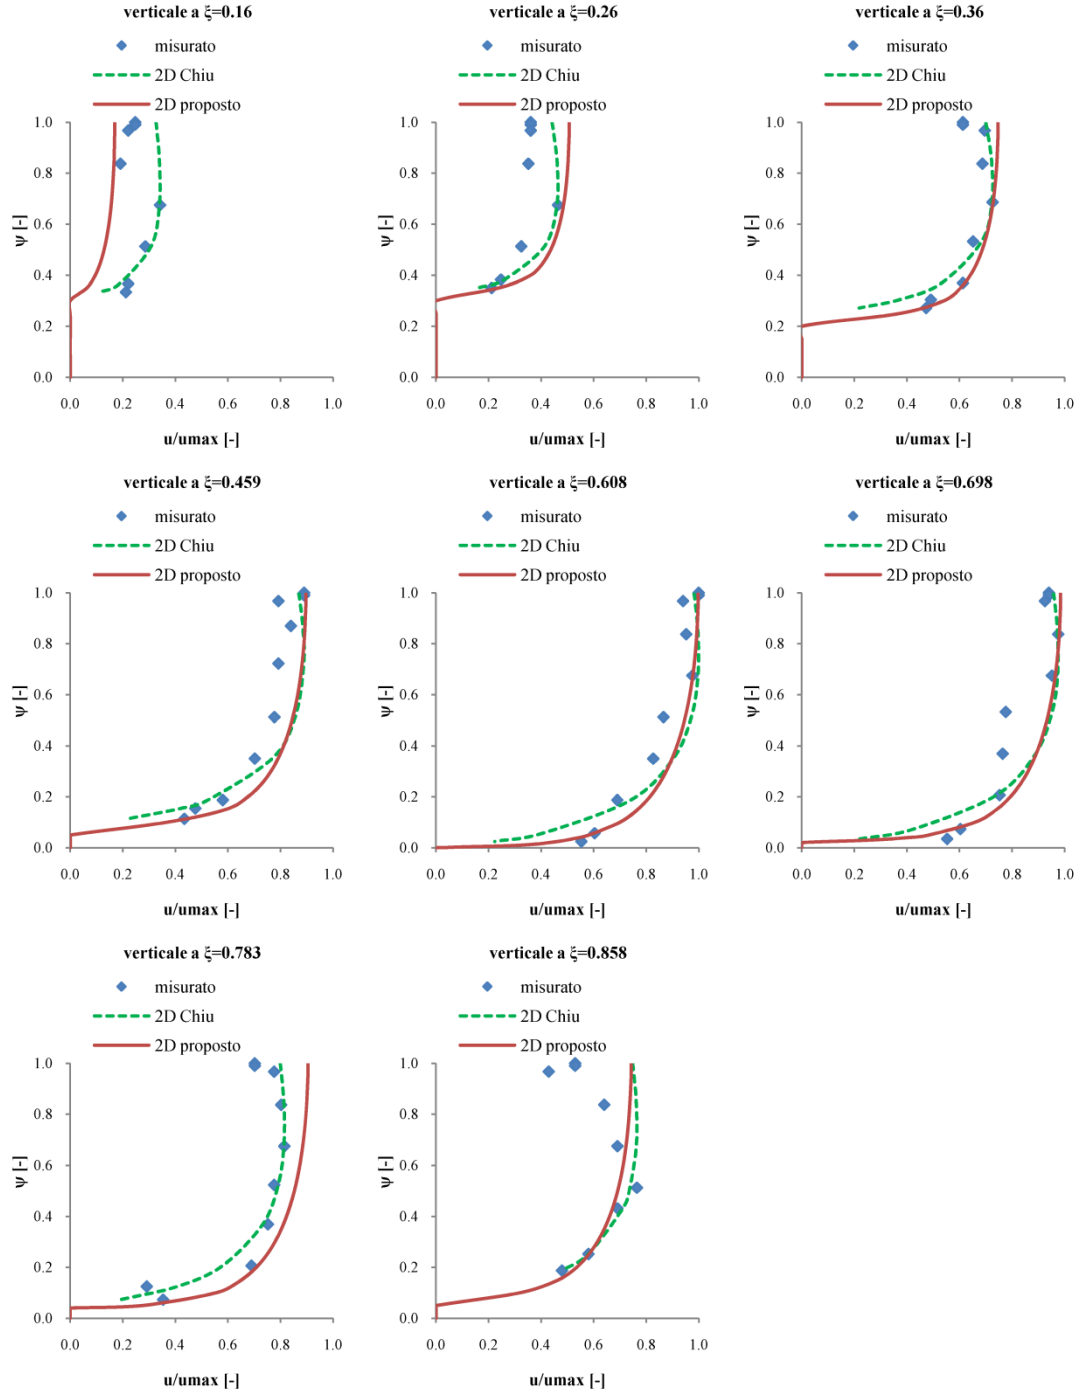 verticale a ξ=0.16
misurato
2D Chiu
2D proposto
1.0
0.8
0.6
0.4
0.2
0.0
ψ [-]
0.0 0.2 0.4 0.6 0.8 1.0
u/umax [-]
verticale a ξ=0.26
misurato
2D Chiu
2D proposto
1.0
0.8
0.6
0.4
0.2
0.0
ψ [-]
0.0 0.2 0.4 0.6 0.8 1.0
u/umax [-]
verticale a ξ=0.36
misurato
2D Chiu
2D proposto
1.0
0.8
0.6
0.4
0.2
0.0
ψ [-]
0.0 0.2 0.4 0.6 0.8 1.0
u/umax [-]
verticale a ξ=0.459
misurato
2D Chiu
2D proposto
1.0
0.8
0.6
0.4
0.2
0.0
ψ [-]
0.0 0.2 0.4 0.6 0.8 1.0
u/umax [-]
verticale a ξ=0.608
misurato
2D Chiu
2D proposto
1.0
0.8
0.6
0.4
0.2
0.0
ψ [-]
0.0 0.2 0.4 0.6 0.8 1.0
u/umax [-]
verticale a ξ=0.698
misurato
2D Chiu
2D proposto
1.0
0.8
0.6
0.4
0.2
0.0
ψ [-]
0.0 0.2 0.4 0.6 0.8 1.0
u/umax [-]
verticale a ξ=0.783
misurato
2D Chiu
2D proposto
1.0
0.8
0.6
0.4
0.2
0.0
ψ [-]
0.0 0.2 0.4 0.6 0.8 1.0
u/umax [-]
verticale a ξ=0.858
misurato
2D Chiu
2D proposto
1.0
0.8
0.6
0.4
0.2
0.0
ψ [-]
0.0 0.2 0.4 0.6 0.8 1.0
u/umax [-]